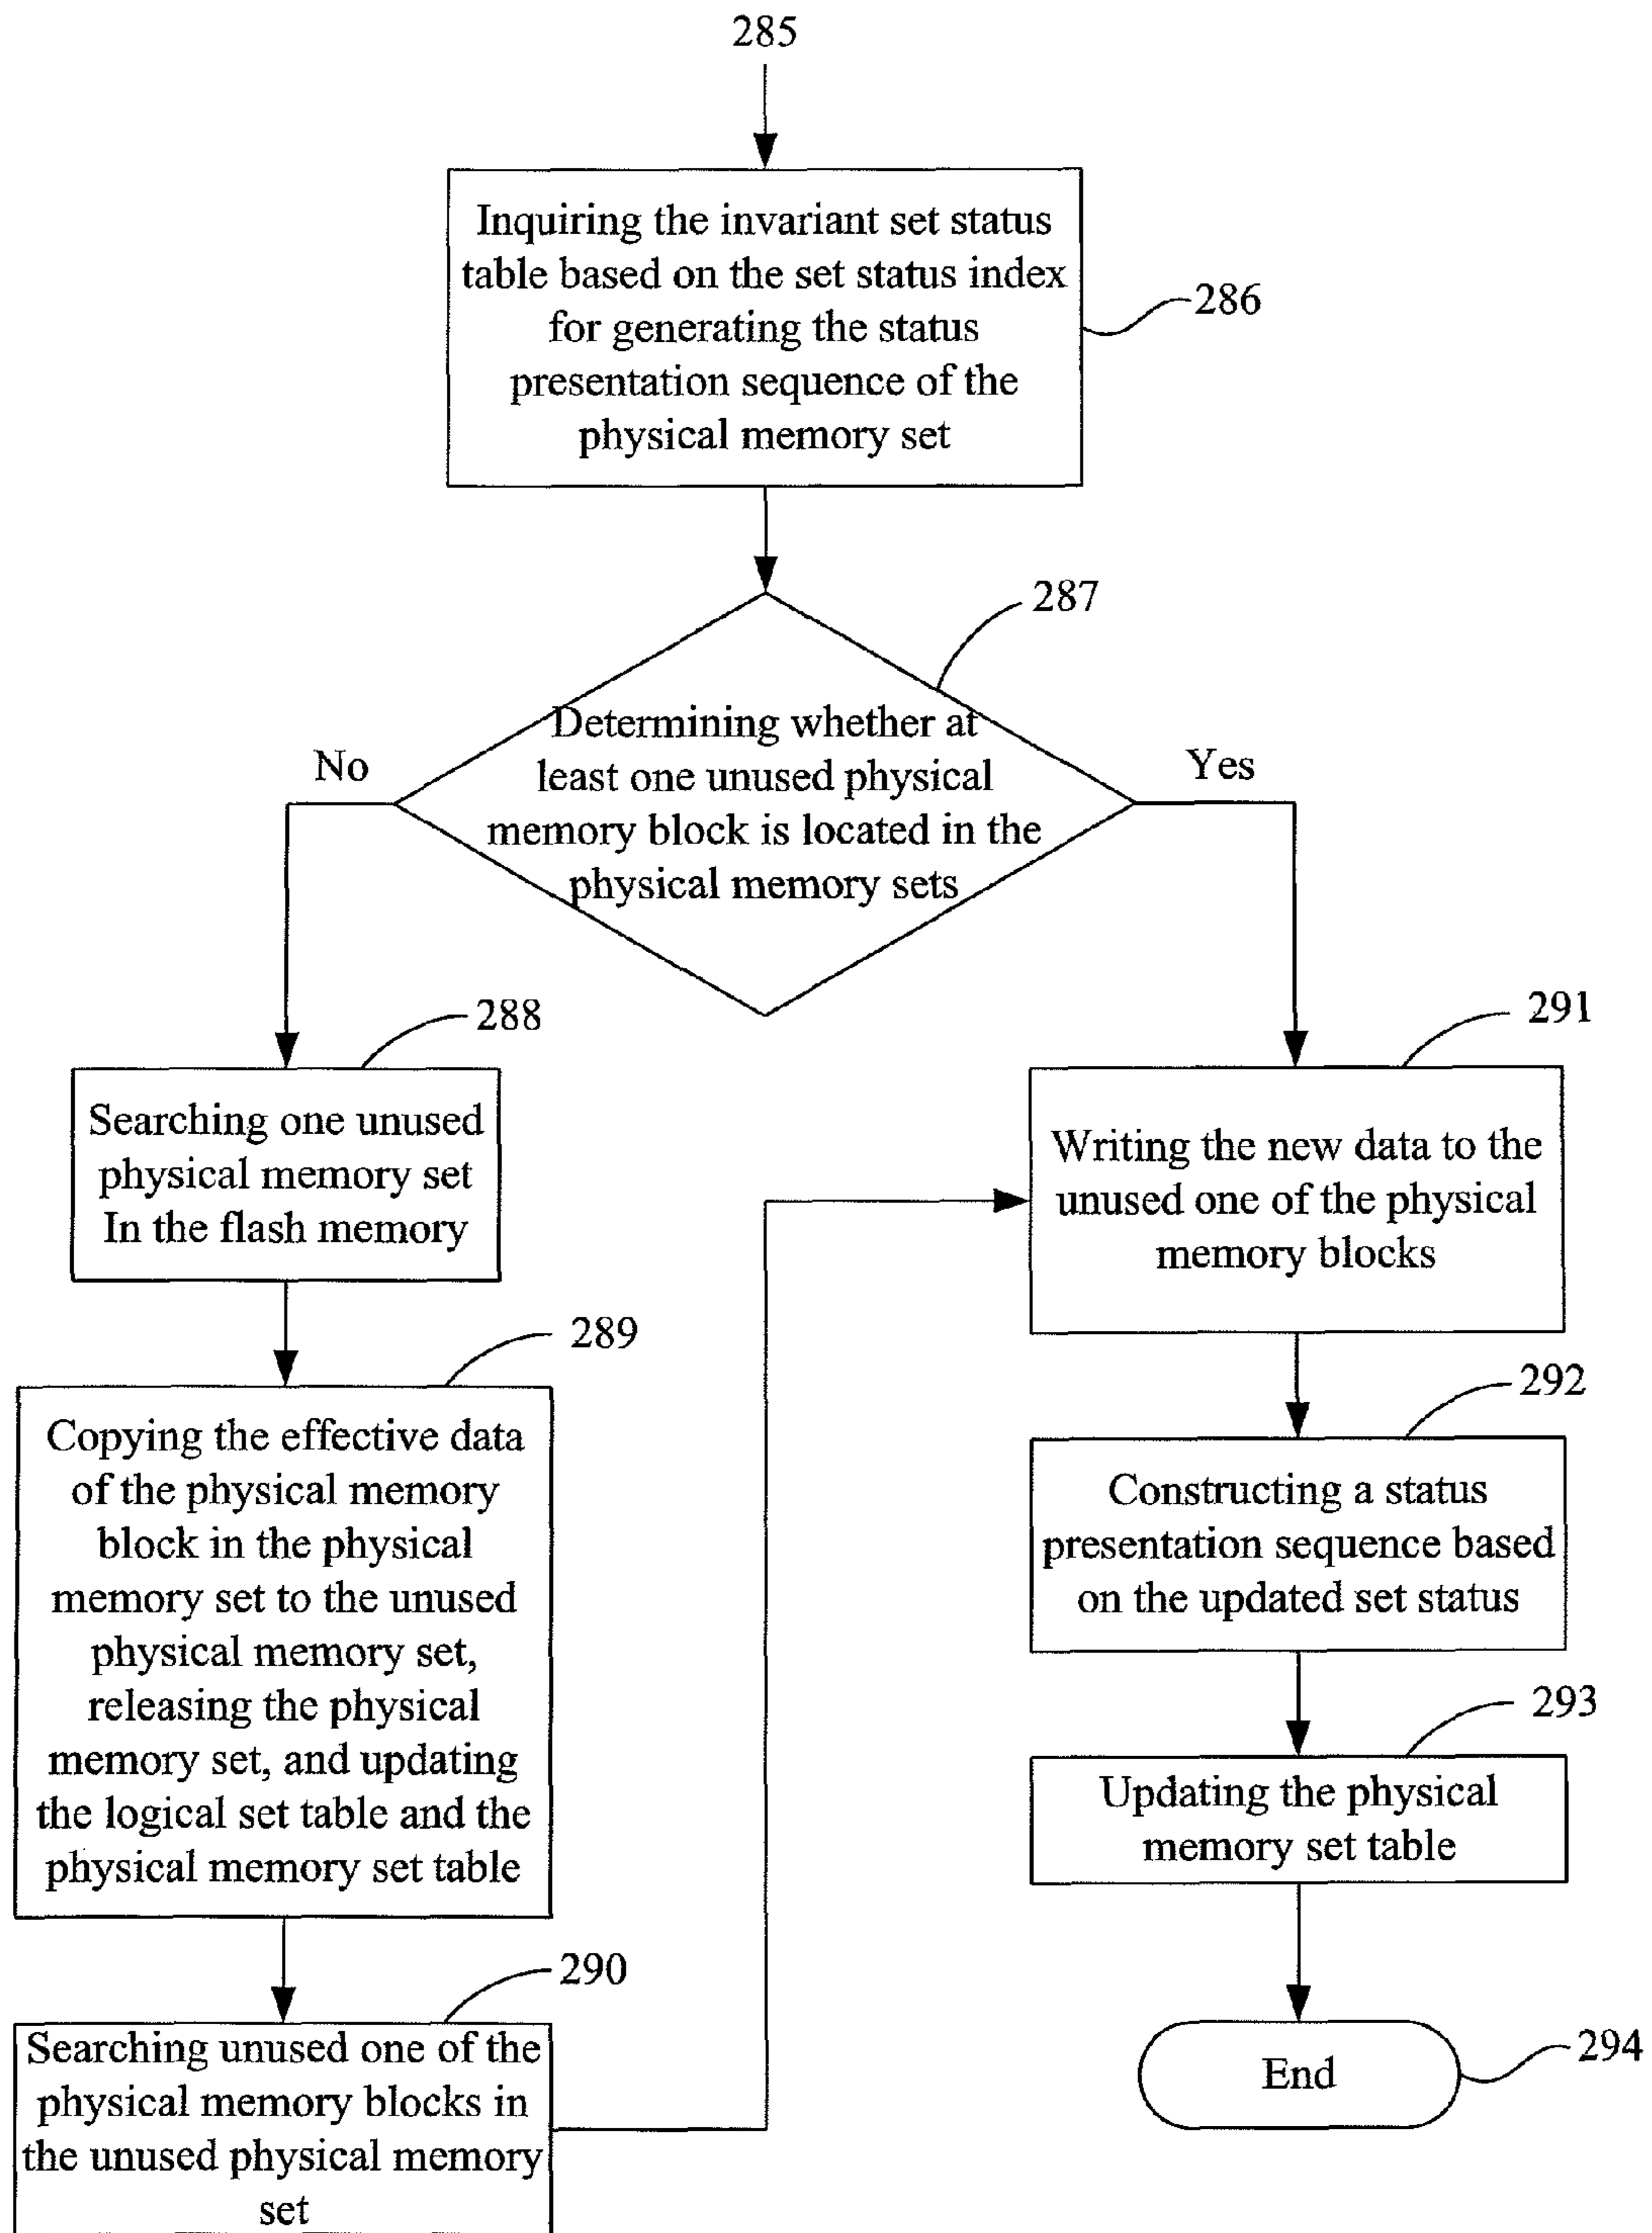 285
Inquiring the invariant set status
table based on the set status index
for generating the status
presentation sequence of the
physical memory set
286
287
Determining whether at
least one unused physical
memory block is located in the
physical memory sets
No
Yes
288
Searching one unused
physical memory set
In the flash memory
289
Copying the effective data
of the physical memory
block in the physical
memory set to the unused
physical memory set,
releasing the physical
memory set, and updating
the logical set table and the
physical memory set table
290
Searching unused one of the
physical memory blocks in
the unused physical memory
set
291
Writing the new data to the
unused one of the physical
memory blocks
292
Constructing a status
presentation sequence based
on the updated set status
293
Updating the physical
memory set table
End
294